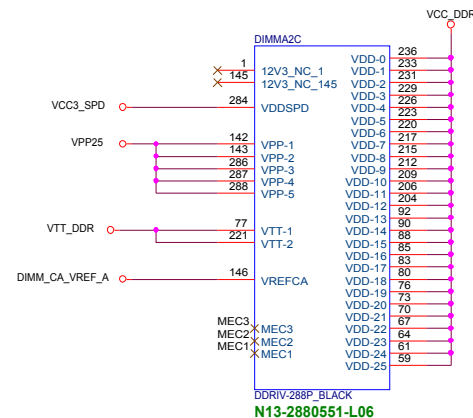 VCC_DDR
DIMMA2C
1 12V3_NC_1
145 12V3_NC_145
VCC3_SPD 284 VDDSPD
VPP25 142 VPP-1
143 VPP-2
286 VPP-3
287 VPP-4
288 VPP-5
VTT_DDR 77 VTT-1
221 VTT-2
DIMM_CA_VREF_A 146 VREFCA
MEC3 MEC3
MEC2 MEC2
MEC1 MEC1
VDD-0 236
VDD-1 233
VDD-2 231
VDD-3 229
VDD-4 226
VDD-5 223
VDD-6 220
VDD-7 217
VDD-8 215
VDD-9 212
VDD-10 209
VDD-11 206
VDD-12 204
VDD-13 92
VDD-14 90
VDD-15 88
VDD-16 85
VDD-17 83
VDD-18 80
VDD-19 76
VDD-20 73
VDD-21 70
VDD-22 67
VDD-23 64
VDD-24 61
VDD-25 59
DDRIV-288P_BLACK
N13-2880551-L06